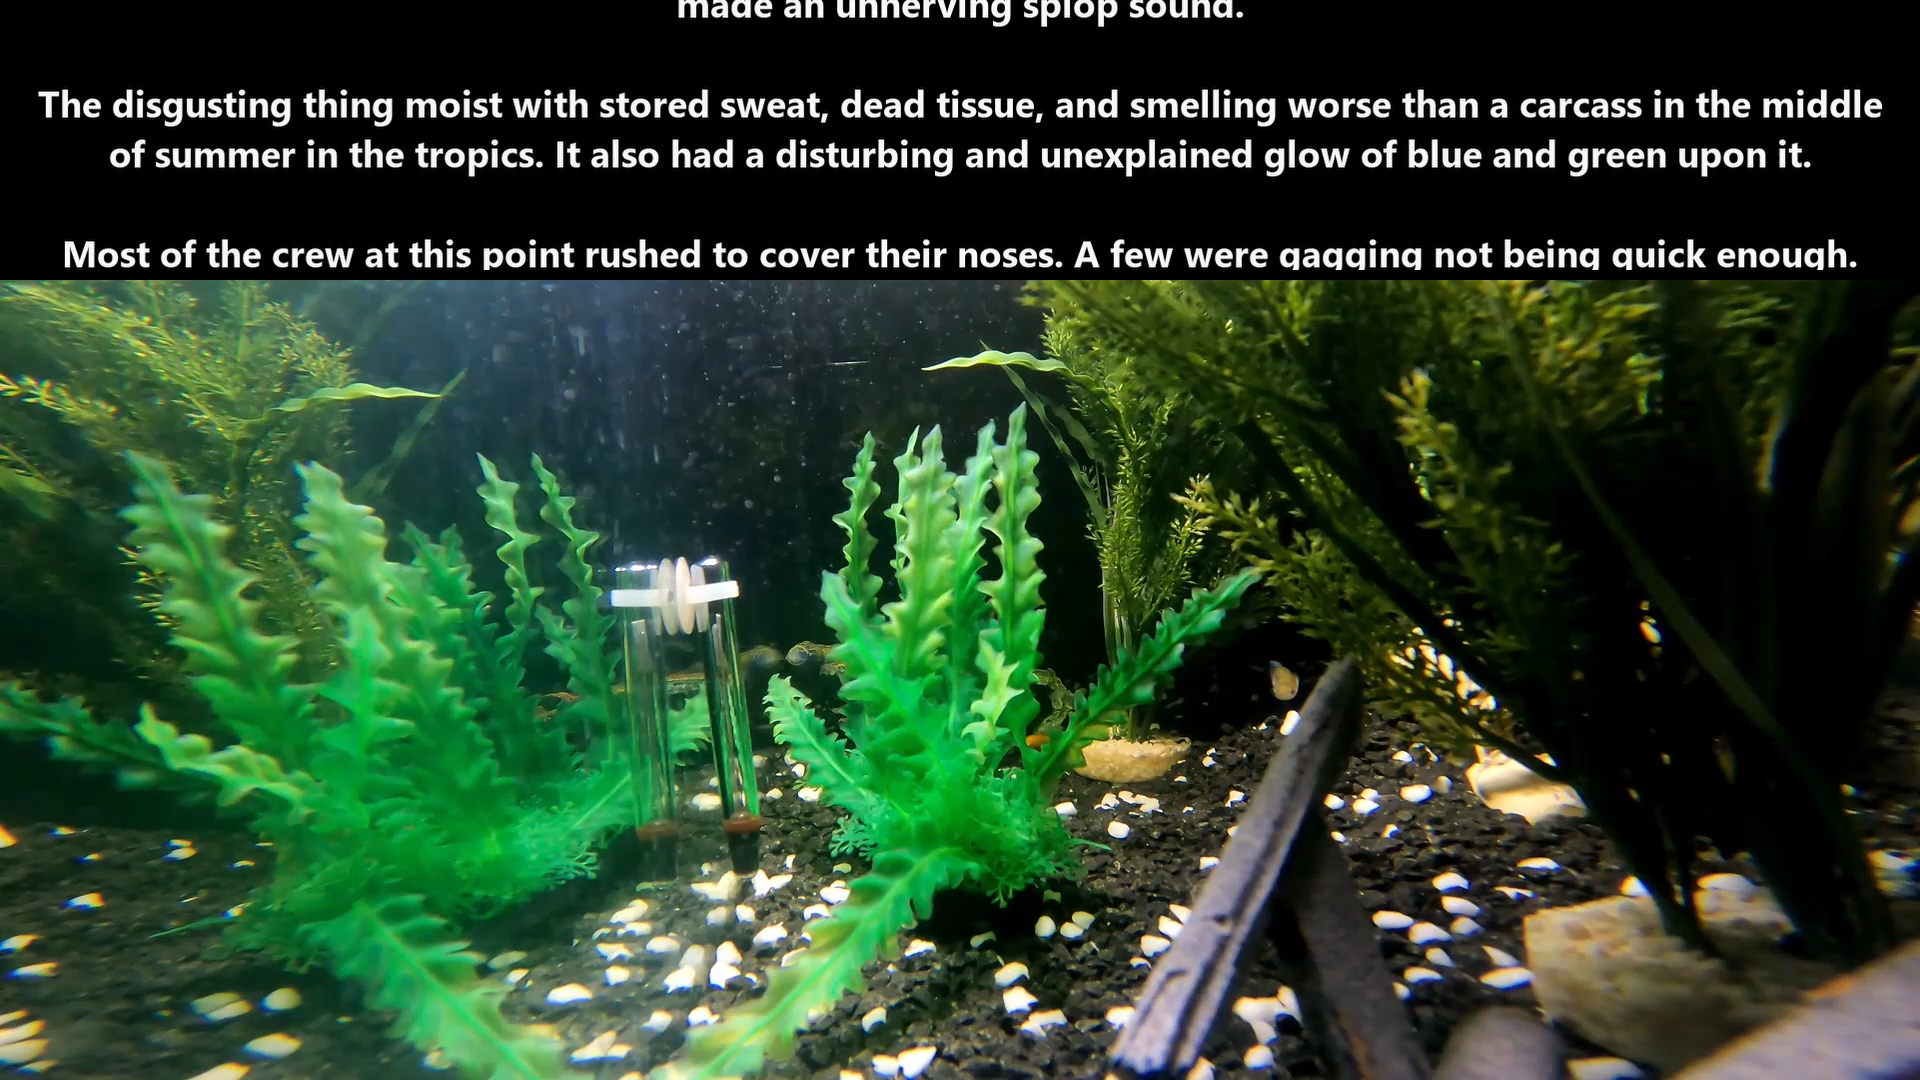 made an unnerving splop sound.
The disgusting thing moist with stored sweat, dead tissue, and smelling worse than a carcass in the middle
of summer in the tropics. It also had a disturbing and unexplained glow of blue and green upon it.
Most of the crew at this point rushed to cover their noses. A few were gagging not being quick enough.